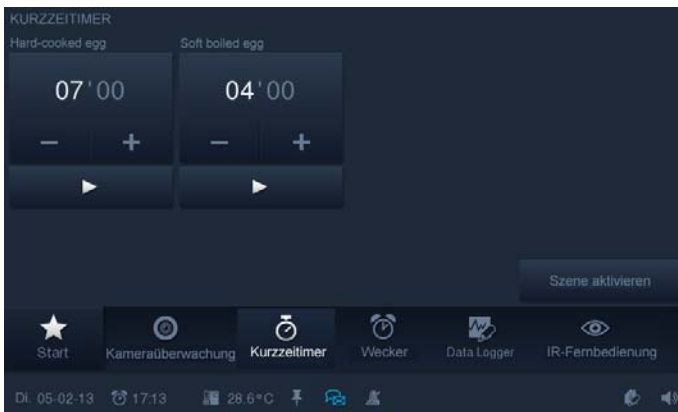 KURZZEITIMER
Hard-cooked egg Soft boiled egg
07'00 04'00
− + − +
Szene aktivieren
Start Kameraüberwachung Kurzzeitimer Wecker Data Logger IR-Fernbedienung
Di. 05-02-13 17:13 28.6°C